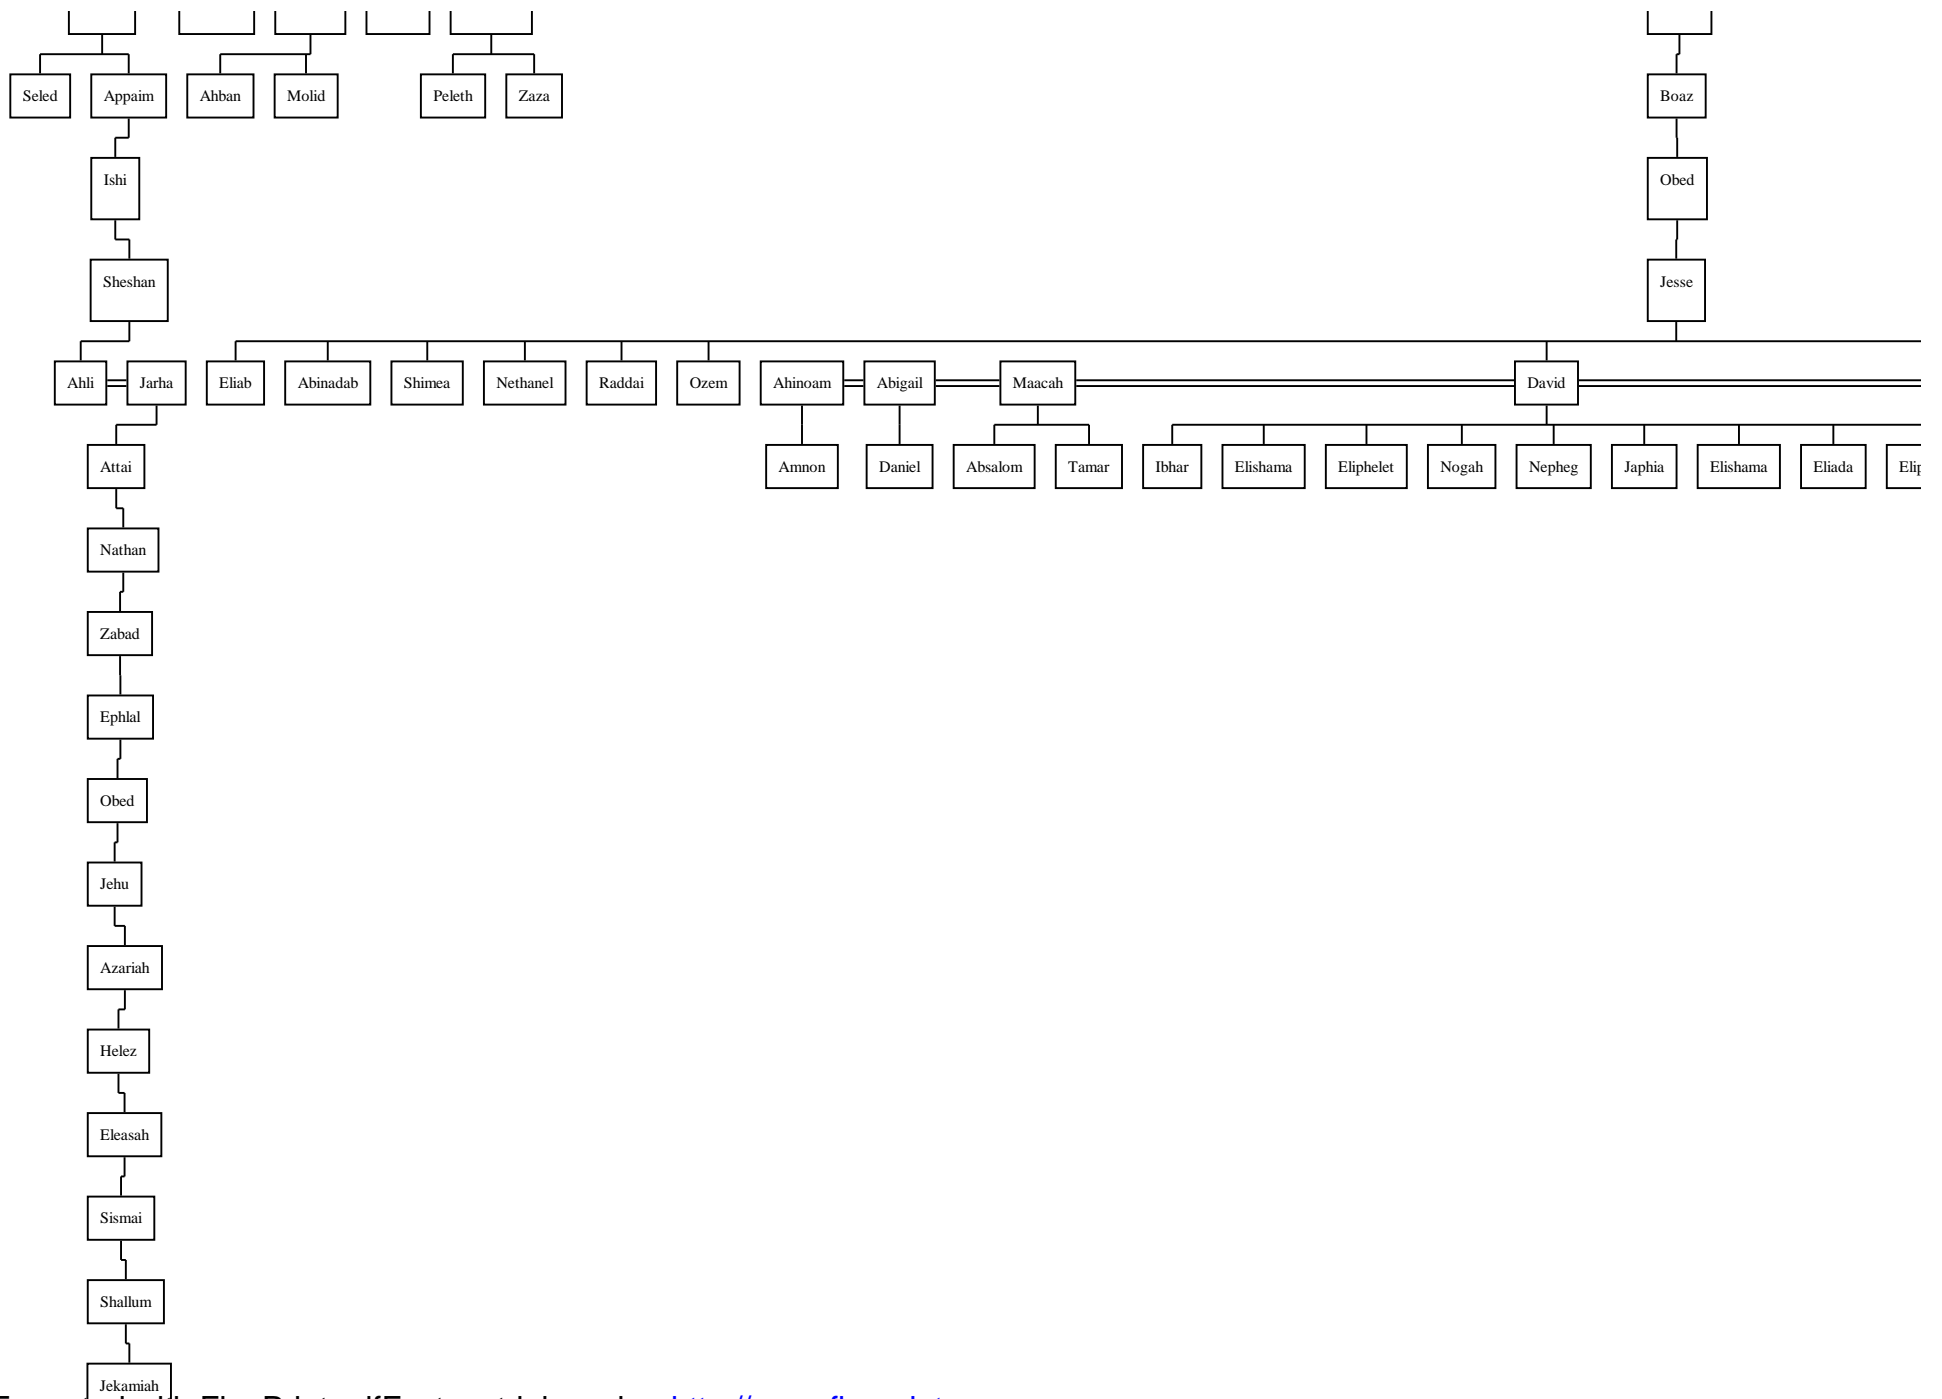 Seled Appaim Ahban Molid Peleth Zaza Boaz
Ishi Obed
Sheshan Jesse
Ahli Jarha Eliab Abinadab Shimea Nethanel Raddai Ozem Ahinoam Abigail Maacah David
Attai Amnon Daniel Absalom Tamar Ibhar Elishama Eliphelet Nogah Nepheg Japhia Elishama Eliada
Nathan
Zabad
Ephlal
Obed
Jehu
Azariah
Helez
Eleasah
Sismai
Shallum
Jekamiah